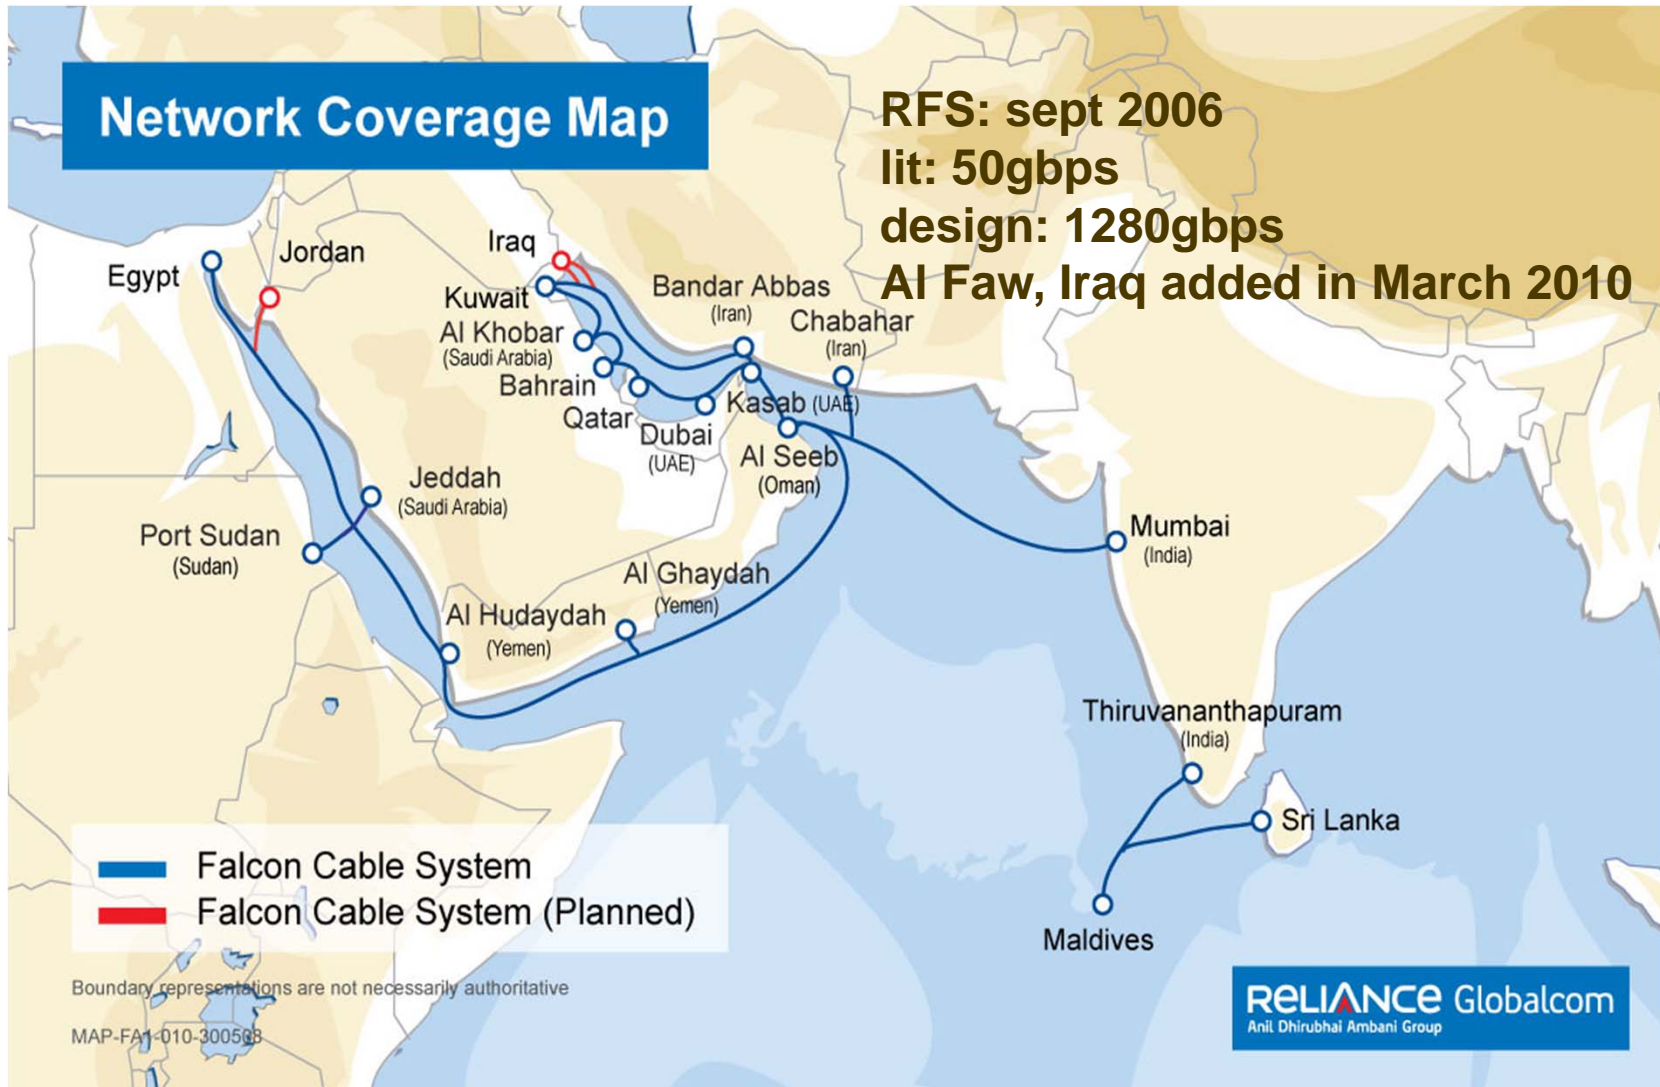 Network Coverage Map
RFS: sept 2006
lit: 50gbps
design: 1280gbps
Al Faw, Iraq added in March 2010
Egypt
Jordan
Iraq
Kuwait
Al Khobar
(Saudi Arabia)
Bahrain
Qatar
Dubai
(UAE)
Bandar Abbas
(Iran)
Chabahar
(Iran)
Kasab (UAE)
Al Seeb
(Oman)
Jeddah
(Saudi Arabia)
Port Sudan
(Sudan)
Al Hudaydah
(Yemen)
Al Ghaydah
(Yemen)
Mumbai
(India)
Thiruvananthapuram
(India)
Sri Lanka
Maldives
Falcon Cable System
Falcon Cable System (Planned)
Boundary representations are not necessarily authoritative
MAP-FA1-010-300508
RELIANCE Globalcom
Anil Dhirubhai Ambani Group